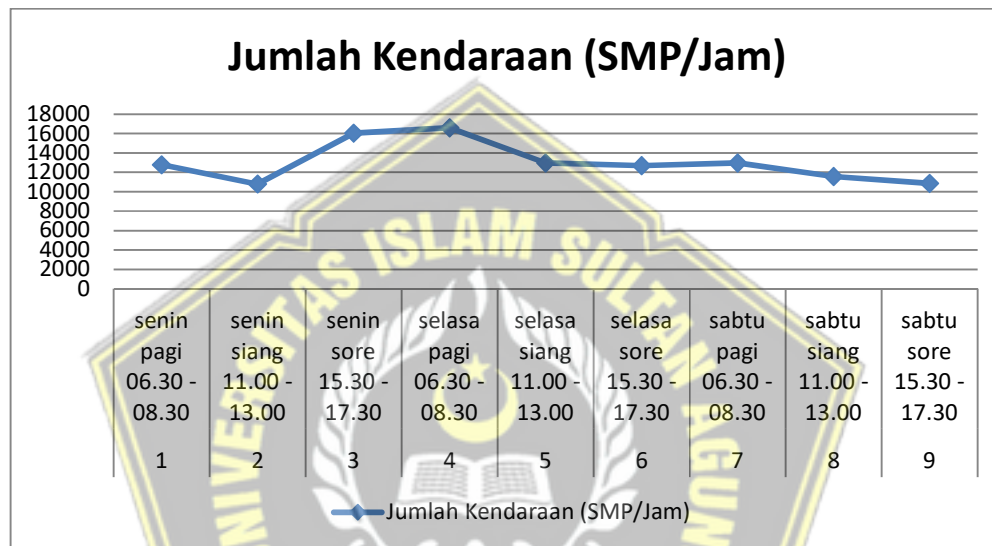 Jumlah Kendaraan (SMP/Jam)
18000
16000
14000
12000
10000
8000
6000
4000
2000
0
senin pagi 06.30 - 08.30
senin siang 11.00 - 13.00
senin sore 15.30 - 17.30
selasa pagi 06.30 - 08.30
selasa siang 11.00 - 13.00
selasa sore 15.30 - 17.30
sabtu pagi 06.30 - 08.30
sabtu siang 11.00 - 13.00
sabtu sore 15.30 - 17.30
1 2 3 4 5 6 7 8 9
Jumlah Kendaraan (SMP/Jam)
UNIVERSITAS ISLAM SULTAN AGUN